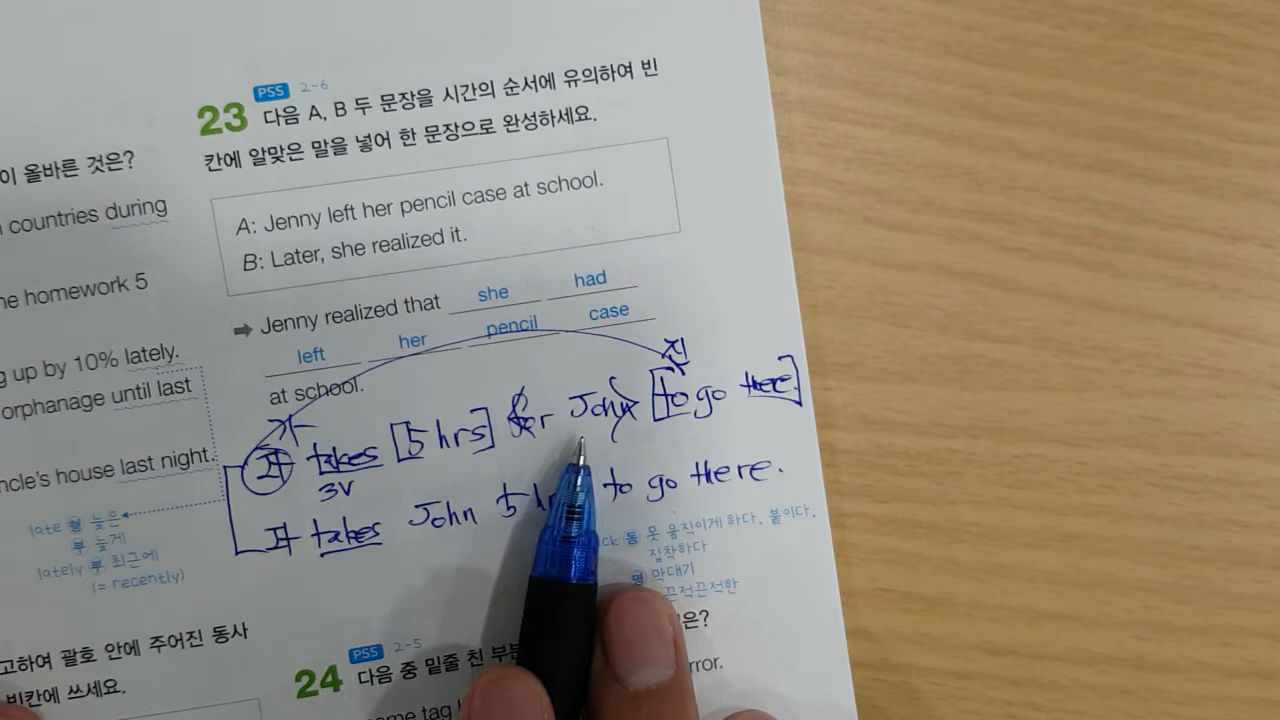 PSS 2-6
23 다음 A, B 두 문장을 시간의 순서에 유의하여 빈
칸에 알맞은 말을 넣어 한 문장으로 완성하세요.
A: Jenny left her pencil case at school.
B: Later, she realized it.
➡ Jenny realized that she had
left her pencil case
at school.
가 진
It takes [5 hrs] for John [to go there]
3V
It takes John 5 to go there.
이 올바른 것은?
countries during
homework 5
up by 10% lately.
orphanage until last
uncle's house last night.
late 형 늦은
부 늦게
lately 부 최근에
(= recently)
동 못 움직이게 하다. 붙이다.
집착하다
명 막대기
끈적끈적한
고하여 괄호 안에 주어진 동사
빈칸에 쓰세요.
PSS 2-5
24 다음 중 밑줄 친
은?
tag